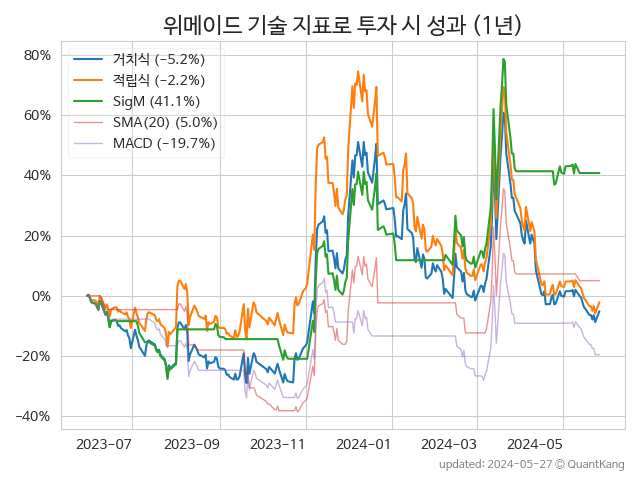 위메이드 기술 지표로 투자 시 성과 (1년)
80%
60%
40%
20%
0%
−20%
−40%
거치식 (−5.2%)
적립식 (−2.2%)
SigM (41.1%)
SMA(20) (5.0%)
MACD (−19.7%)
2023−07
2023−09
2023−11
2024−01
2024−03
2024−05
updated: 2024-05-27 © QuantKang